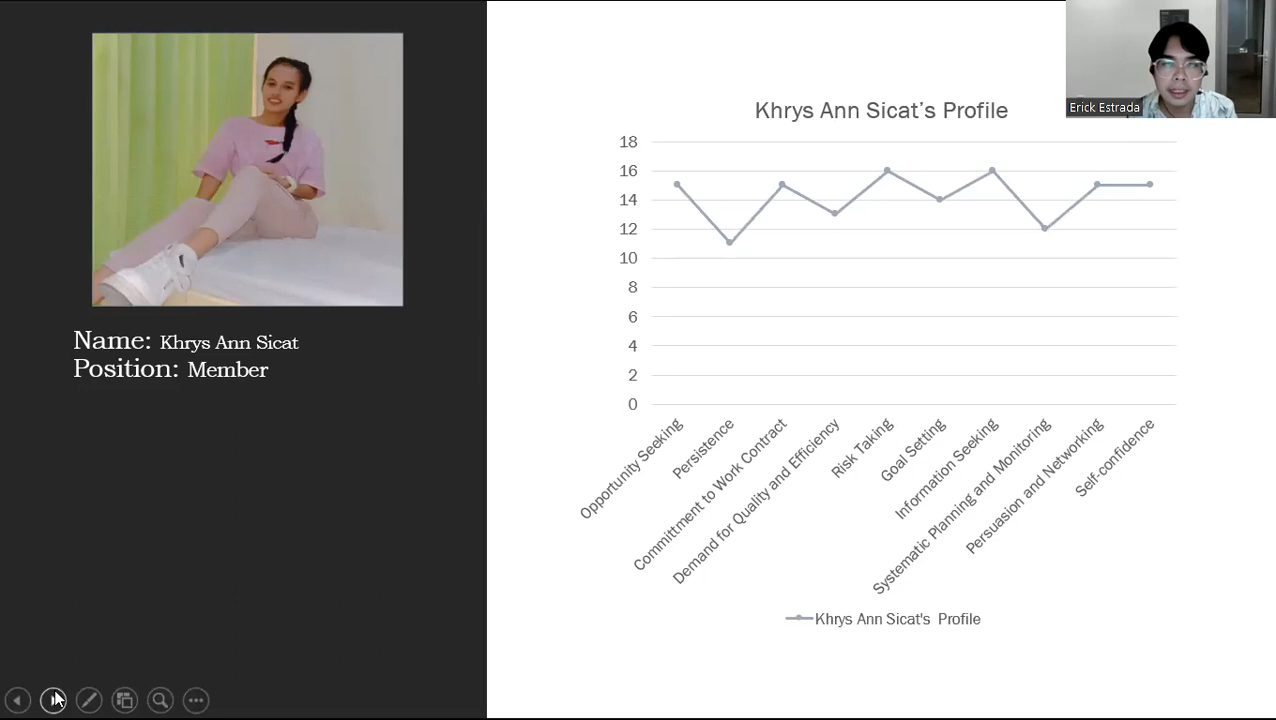 Name: Khrys Ann Sicat
Position: Member
Khrys Ann Sicat’s Profile
18
16
14
12
10
8
6
4
2
0
Opportunity Seeking
Persistence
Committment to Work Contract
Demand for Quality and Efficiency
Risk Taking
Goal Setting
Information Seeking
Systematic Planning and Monitoring
Persuasion and Networking
Self-confidence
Khrys Ann Sicat's Profile
Erick Estrada